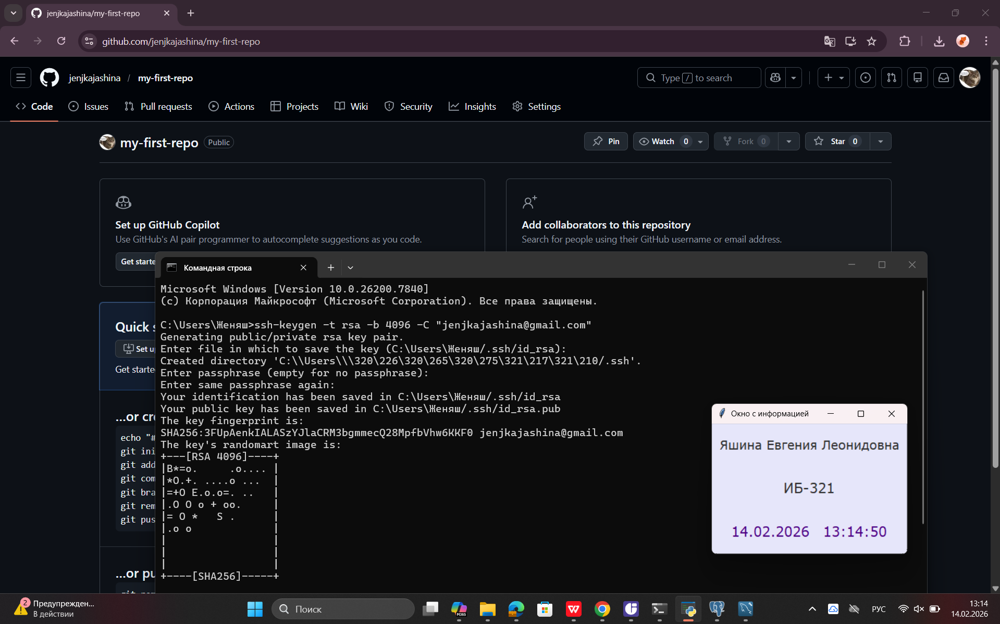 jenjkajashina/my-first-repo
github.com/jenjkajashina/my-first-repo
jenjkajashina / my-first-repo
Type / to search
Code Issues Pull requests Actions Projects Wiki Security Insights Settings
my-first-repo Public
Pin Watch 0 Fork 0 Star 0
Set up GitHub Copilot
Use GitHub's AI pair programmer to autocomplete suggestions as you code.
Get starte
Add collaborators to this repository
Search for people using their GitHub username or email address.
Quick s
Set u
Get starte
...or cr
echo "#
git ini
git add
git com
git bra
git rem
git pus
...or pu
Командная строка
Microsoft Windows [Version 10.0.26200.7840]
(c) Корпорация Майкрософт (Microsoft Corporation). Все права защищены.
C:\Users\Женяш>ssh-keygen -t rsa -b 4096 -C "jenjkajashina@gmail.com"
Generating public/private rsa key pair.
Enter file in which to save the key (C:\Users\Женяш/.ssh/id_rsa):
Created directory 'C:\\Users\\\320\226\320\265\320\275\321\217\321\210/.ssh'.
Enter passphrase (empty for no passphrase):
Enter same passphrase again:
Your identification has been saved in C:\Users\Женяш/.ssh/id_rsa
Your public key has been saved in C:\Users\Женяш/.ssh/id_rsa.pub
The key fingerprint is:
SHA256:3FUpAenkIALASzYJlaCRM3bgmmecQ28MpfbVhw6KKF0 jenjkajashina@gmail.com
The key's randomart image is:
+---[RSA 4096]----+
|B*=o.     .o.... |
|*O.+. ....o ...  |
|=+O E.o.o=. ..   |
|.O O o + oo.     |
|= O *   S .      |
|.o o             |
|                 |
|                 |
|                 |
+----[SHA256]-----+
Окно с информацией
Яшина Евгения Леонидовна
ИБ-321
14.02.2026 13:14:50
2
Предупрежден...
В действии
Поиск
M365
РУС
13:14
14.02.2026